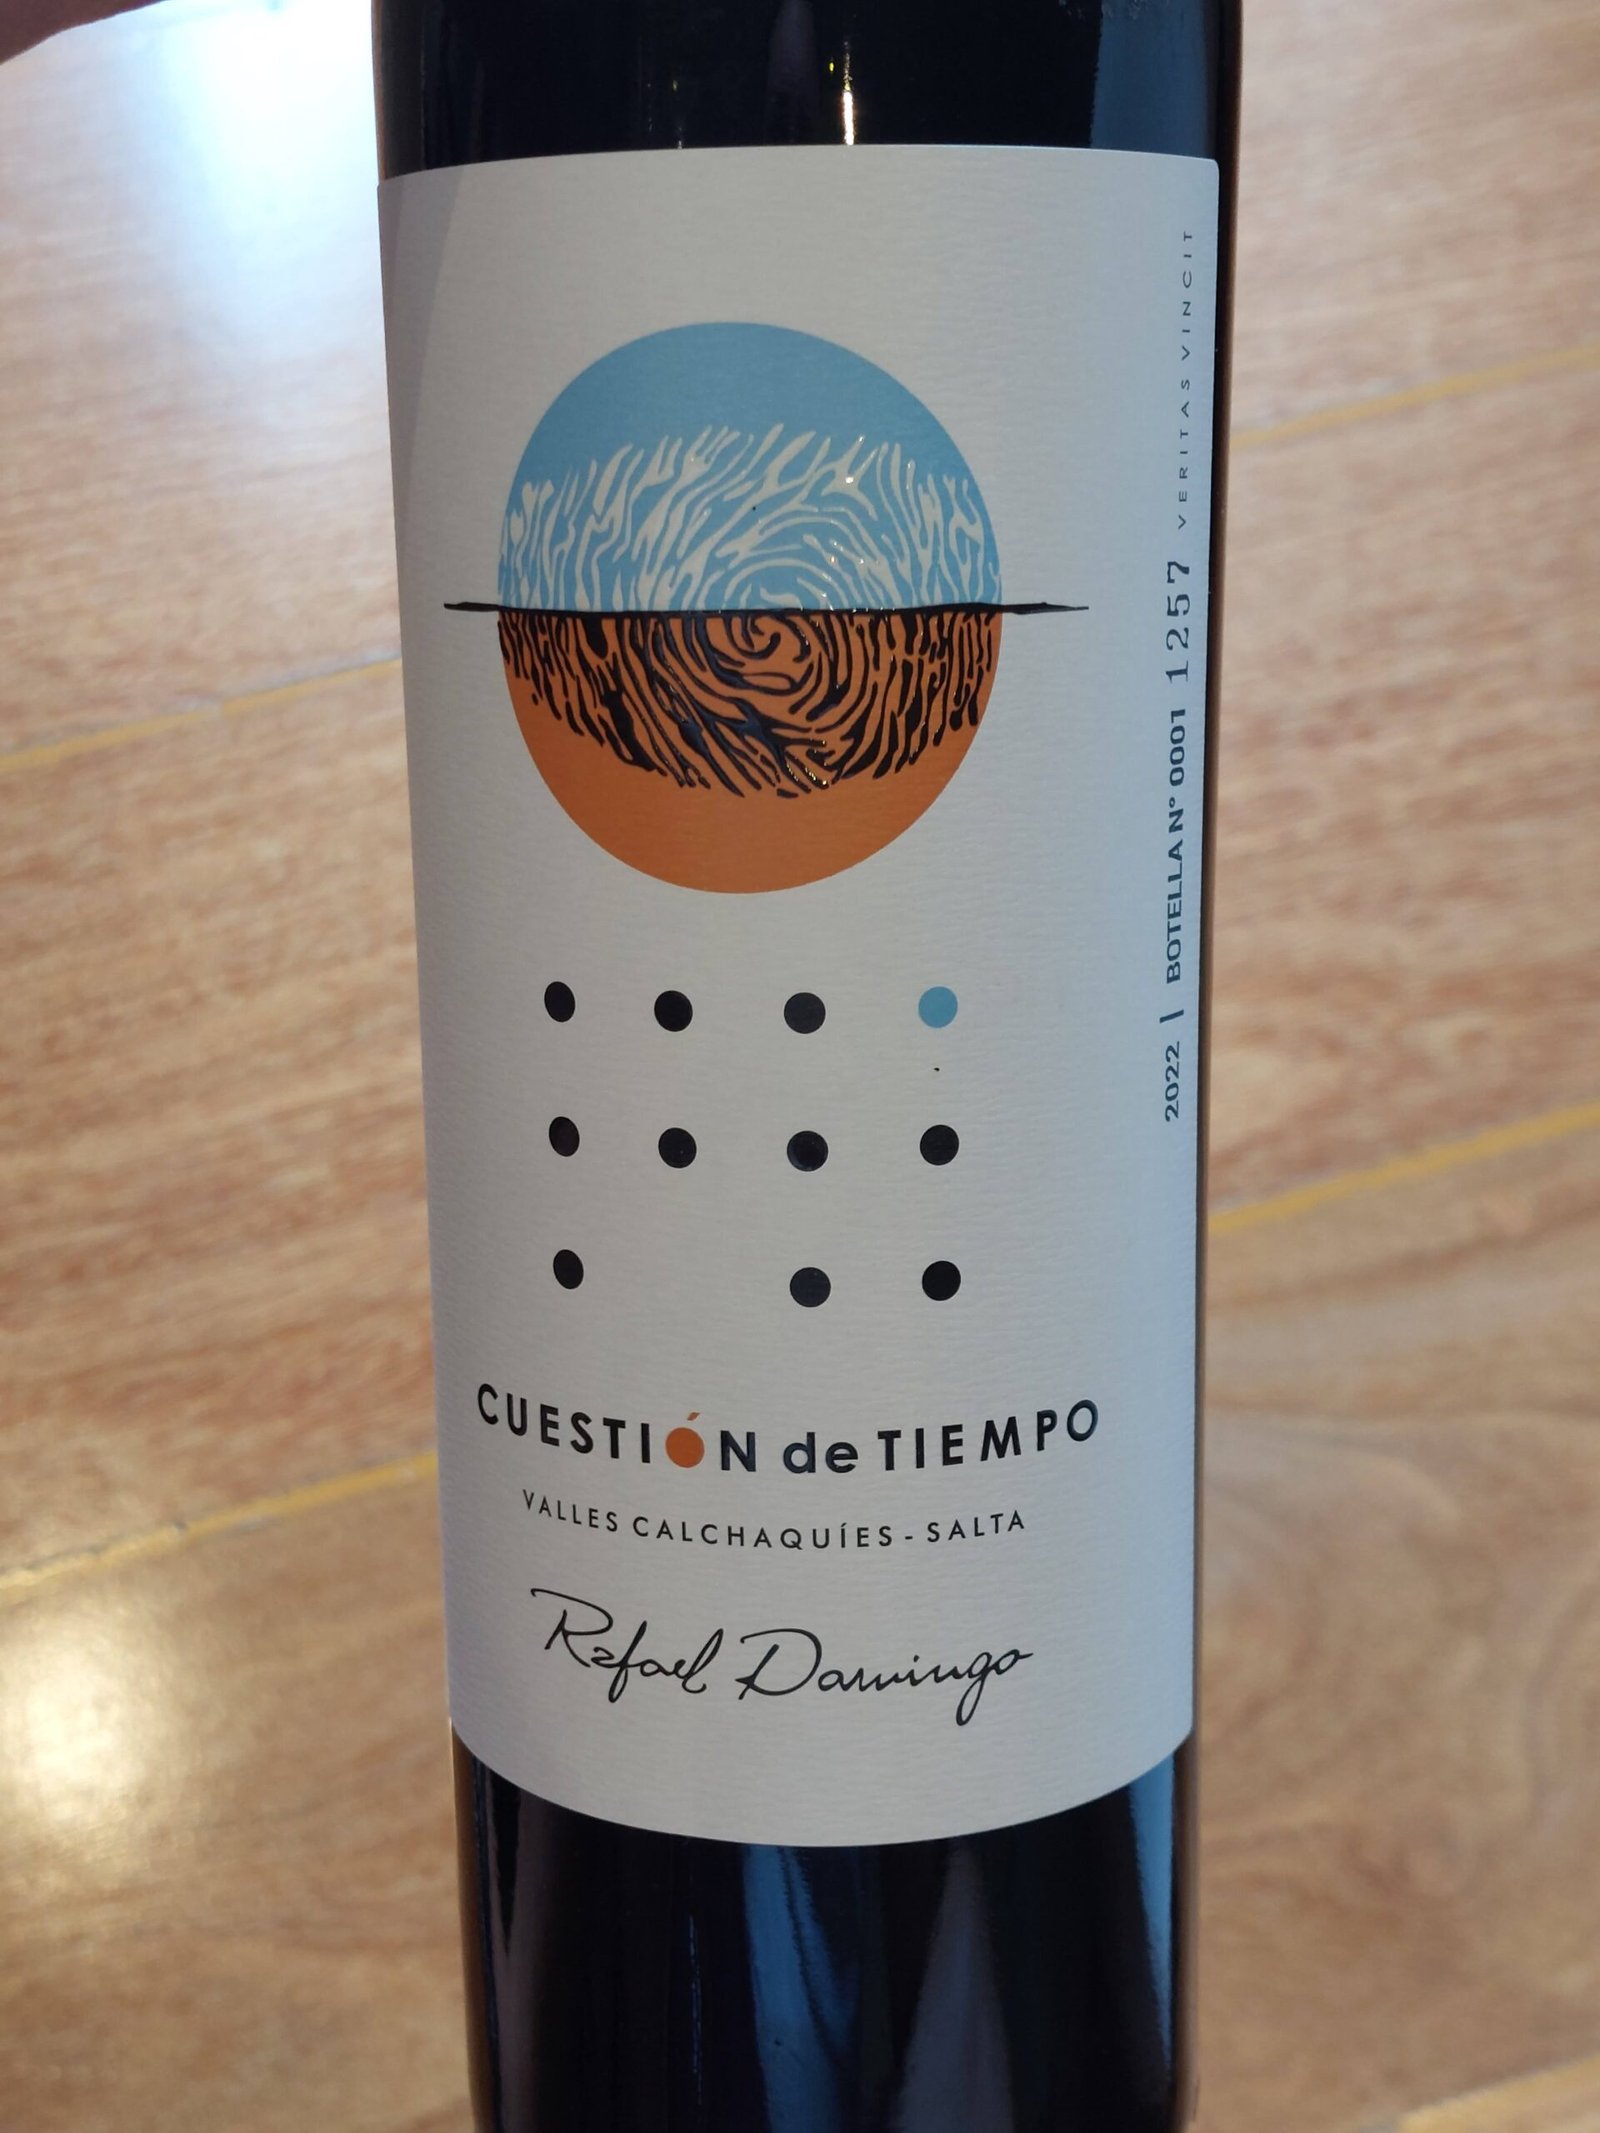 CUESTIÓN de TIEMPO
VALLES CALCHAQUÍES - SALTA
Rafael Domingo
2022 | BOTELLA Nº 0001 1257 VERITAS VINCIT